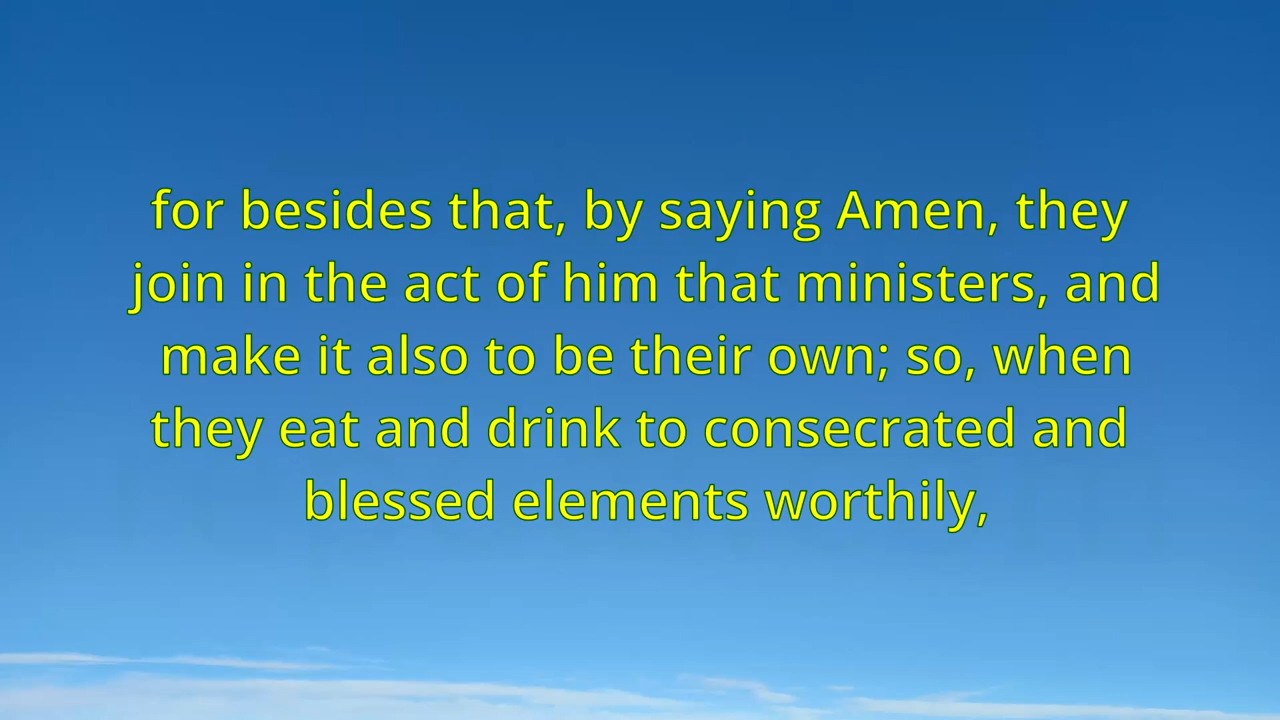 for besides that, by saying Amen, they
join in the act of him that ministers, and
make it also to be their own; so, when
they eat and drink to consecrated and
blessed elements worthily,